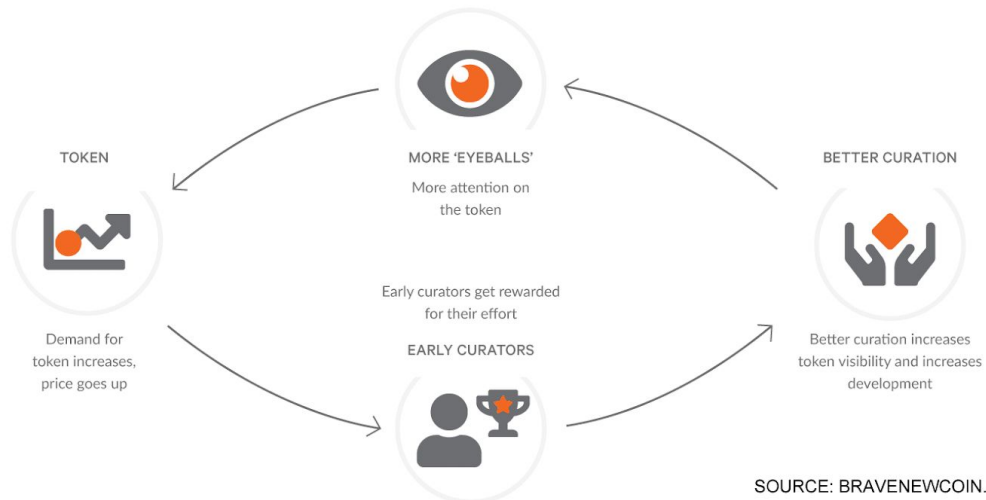 MORE ‘EYEBALLS’
More attention on
the token
TOKEN
Demand for
token increases,
price goes up
Early curators get rewarded
for their effort
EARLY CURATORS
BETTER CURATION
Better curation increases
token visibility and increases
development
SOURCE: BRAVENEWCOIN.